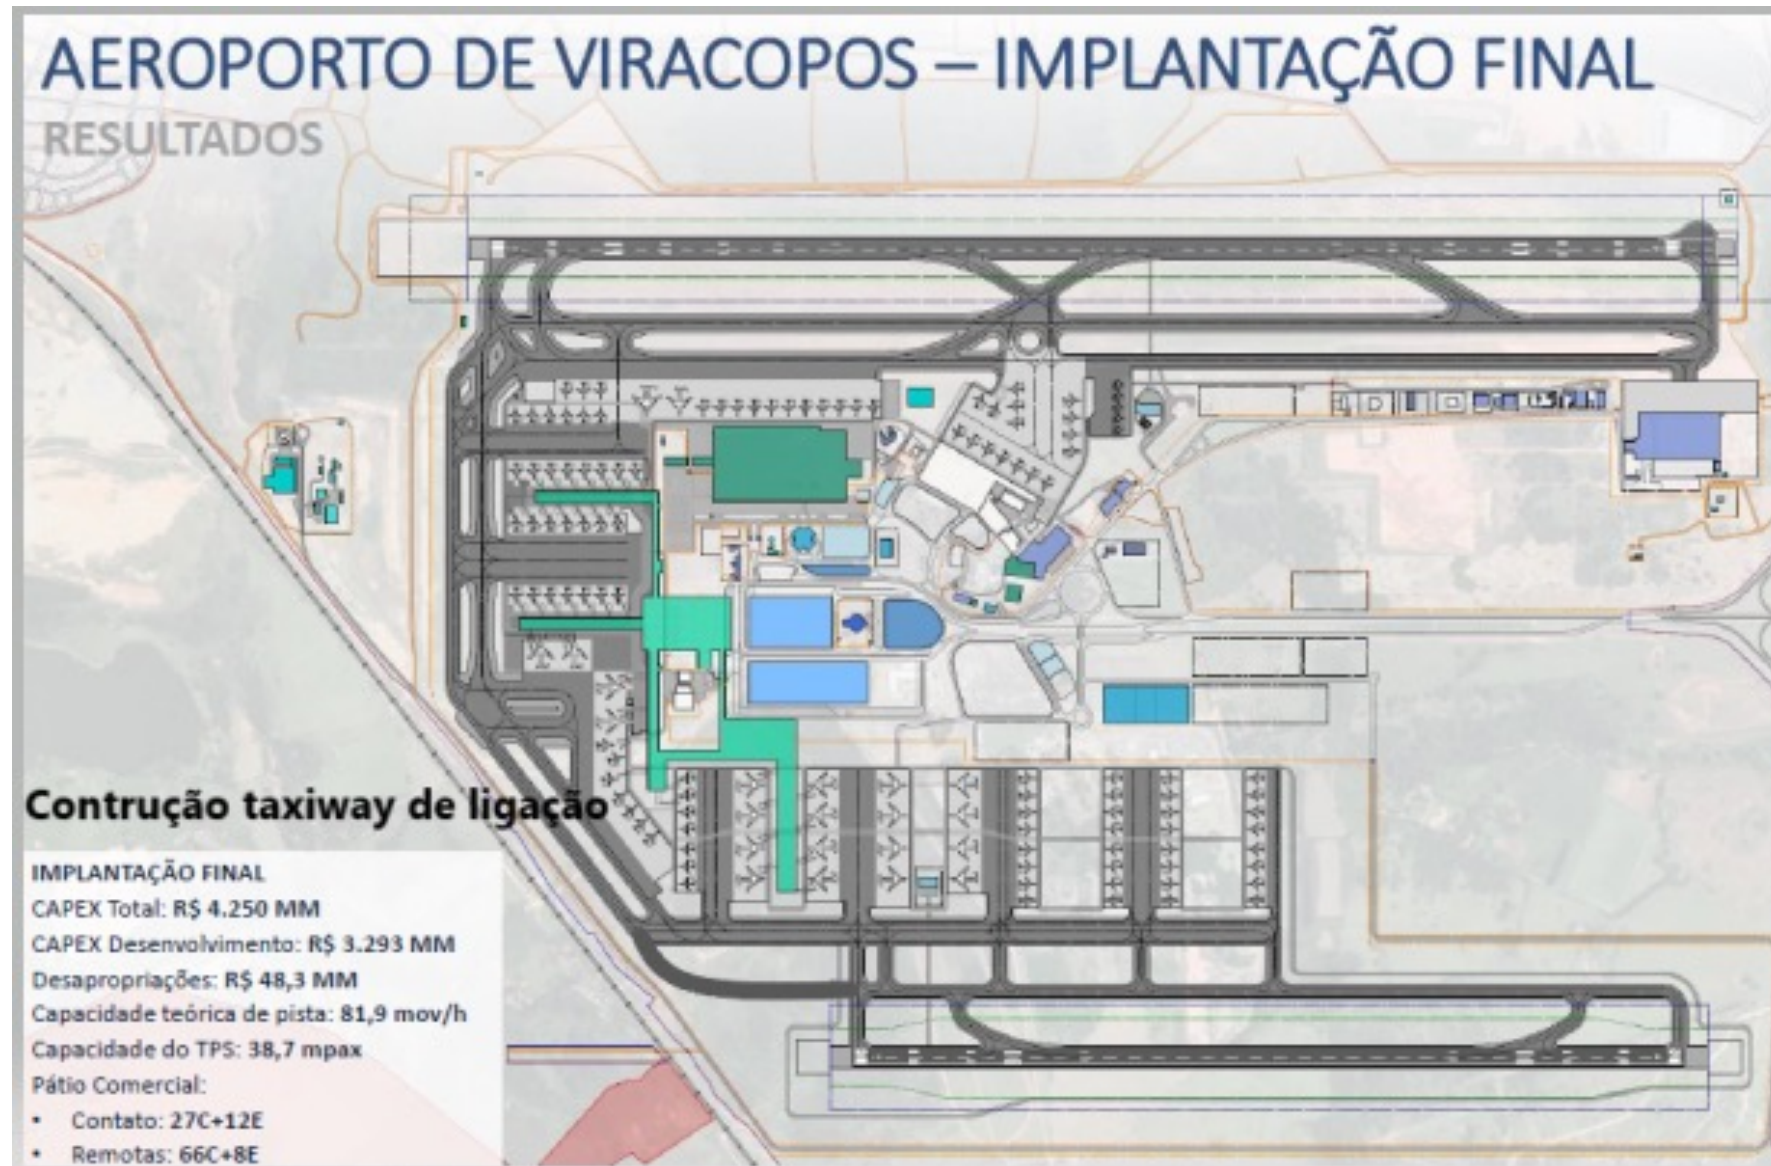 AEROPORTO DE VIRACOPOS – IMPLANTAÇÃO FINAL
RESULTADOS
Contrução taxiway de ligação
IMPLANTAÇÃO FINAL
CAPEX Total: R$ 4.250 MM
CAPEX Desenvolvimento: R$ 3.293 MM
Desapropriações: R$ 48,3 MM
Capacidade teórica de pista: 81,9 mov/h
Capacidade do TPS: 38,7 mpax
Pátio Comercial:
• Contato: 27C+12E
• Remotas: 66C+8E